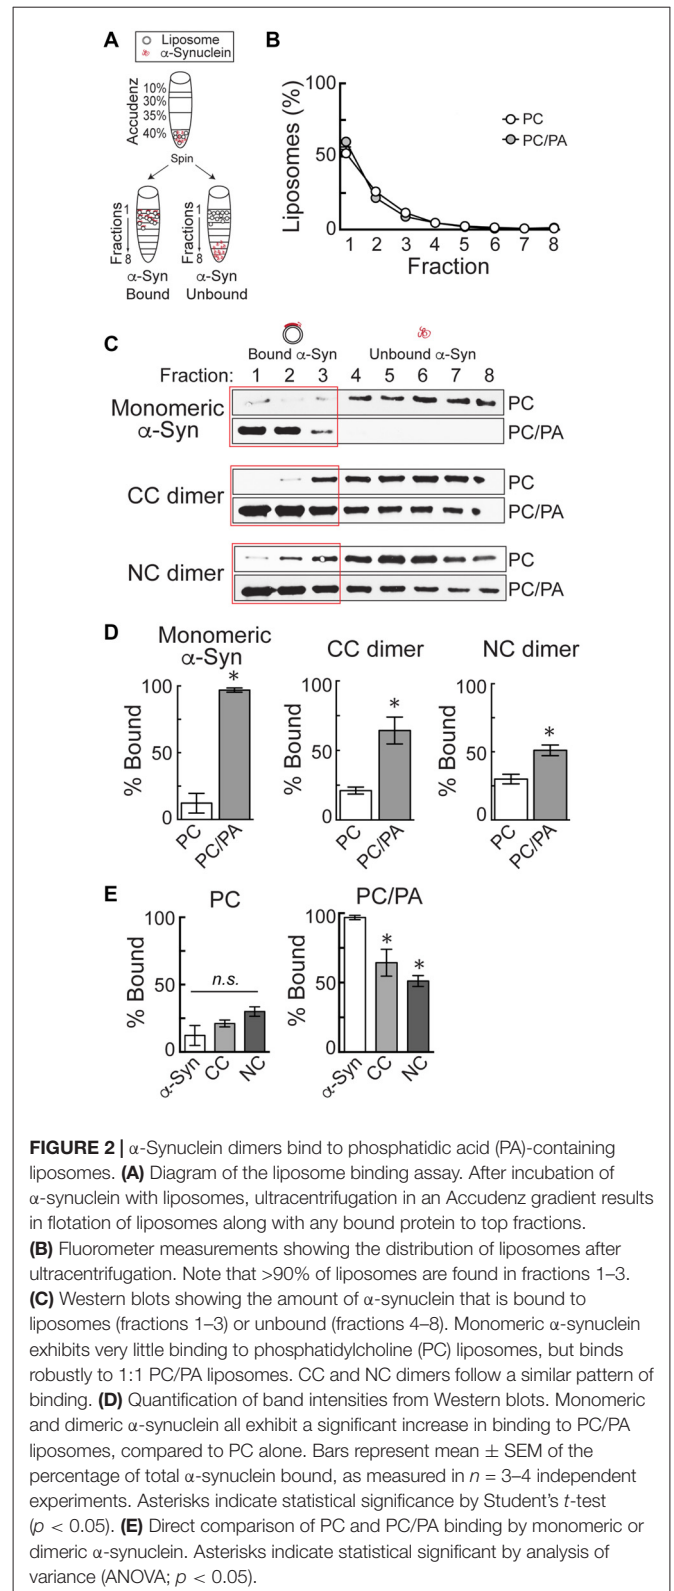 A
Liposome
α-Synuclein
Accudenz
10%
30%
35%
40%
Spin
Fractions
1
8
Fractions
1
8
α-Syn
Bound
α-Syn
Unbound
B
Liposomes (%)
100
50
0
PC
PC/PA
1 2 3 4 5 6 7 8
Fraction
C
Bound α-Syn
Unbound α-Syn
Fraction: 1 2 3 4 5 6 7 8
Monomeric
α-Syn
PC
PC/PA
CC dimer
PC
PC/PA
NC dimer
PC
PC/PA
D
Monomeric
α-Syn
% Bound
100
50
0
*
PC
PC/PA
CC dimer
% Bound
100
50
0
*
PC
PC/PA
NC dimer
% Bound
100
50
0
*
PC
PC/PA
E
PC
% Bound
100
50
0
n.s.
α-Syn
CC
NC
PC/PA
% Bound
100
50
0
*
*
α-Syn
CC
NC
FIGURE 2 | α-Synuclein dimers bind to phosphatidic acid (PA)-containing
liposomes. (A) Diagram of the liposome binding assay. After incubation of
α-synuclein with liposomes, ultracentrifugation in an Accudenz gradient results
in flotation of liposomes along with any bound protein to top fractions.
(B) Fluorometer measurements showing the distribution of liposomes after
ultracentrifugation. Note that >90% of liposomes are found in fractions 1–3.
(C) Western blots showing the amount of α-synuclein that is bound to
liposomes (fractions 1–3) or unbound (fractions 4–8). Monomeric α-synuclein
exhibits very little binding to phosphatidylcholine (PC) liposomes, but binds
robustly to 1:1 PC/PA liposomes. CC and NC dimers follow a similar pattern of
binding. (D) Quantification of band intensities from Western blots. Monomeric
and dimeric α-synuclein all exhibit a significant increase in binding to PC/PA
liposomes, compared to PC alone. Bars represent mean ± SEM of the
percentage of total α-synuclein bound, as measured in n = 3–4 independent
experiments. Asterisks indicate statistical significance by Student's t-test
(p < 0.05). (E) Direct comparison of PC and PC/PA binding by monomeric or
dimeric α-synuclein. Asterisks indicate statistical significant by analysis of
variance (ANOVA; p < 0.05).